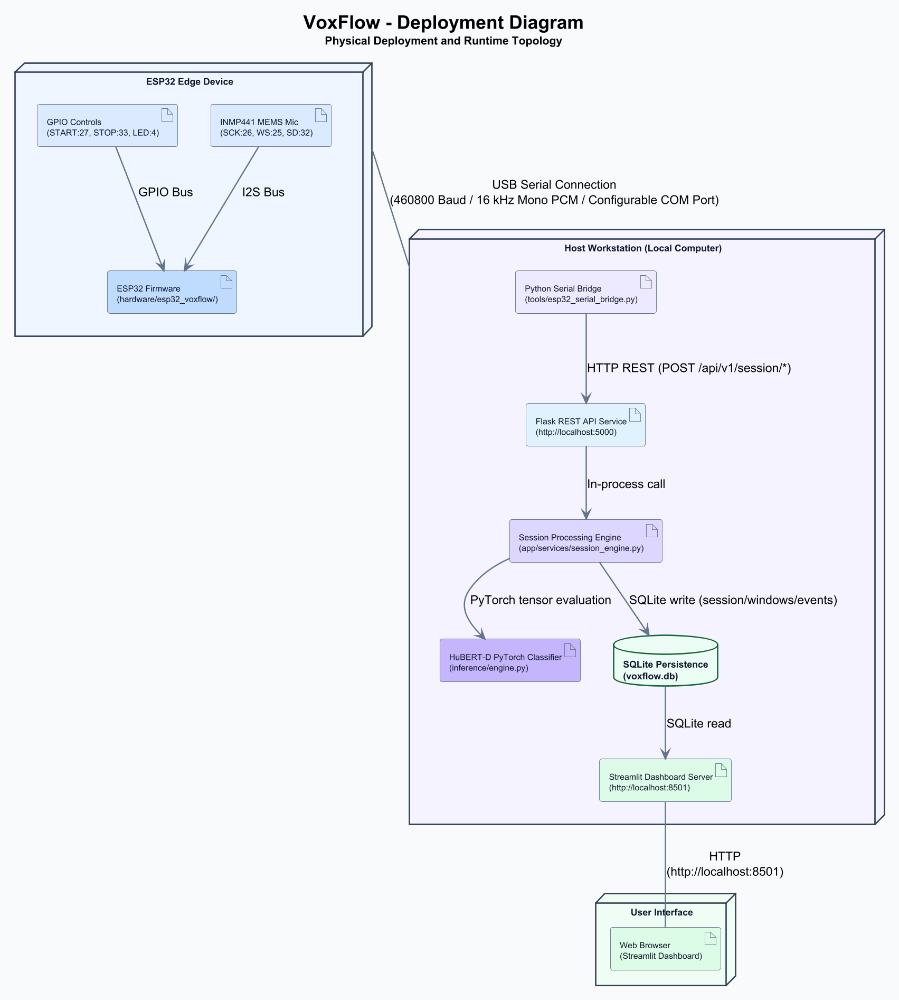 VoxFlow - Deployment Diagram
Physical Deployment and Runtime Topology
ESP32 Edge Device
GPIO Controls
(START:27, STOP:33, LED:4)
INMP441 MEMS Mic
(SCK:26, WS:25, SD:32)
GPIO Bus
I2S Bus
ESP32 Firmware
(hardware/esp32_voxflow/)
USB Serial Connection
(460800 Baud / 16 kHz Mono PCM / Configurable COM Port)
Host Workstation (Local Computer)
Python Serial Bridge
(tools/esp32_serial_bridge.py)
HTTP REST (POST /api/v1/session/*)
Flask REST API Service
(http://localhost:5000)
In-process call
Session Processing Engine
(app/services/session_engine.py)
PyTorch tensor evaluation
SQLite write (session/windows/events)
HuBERT-D PyTorch Classifier
(inference/engine.py)
SQLite Persistence
(voxflow.db)
SQLite read
Streamlit Dashboard Server
(http://localhost:8501)
HTTP
(http://localhost:8501)
User Interface
Web Browser
(Streamlit Dashboard)